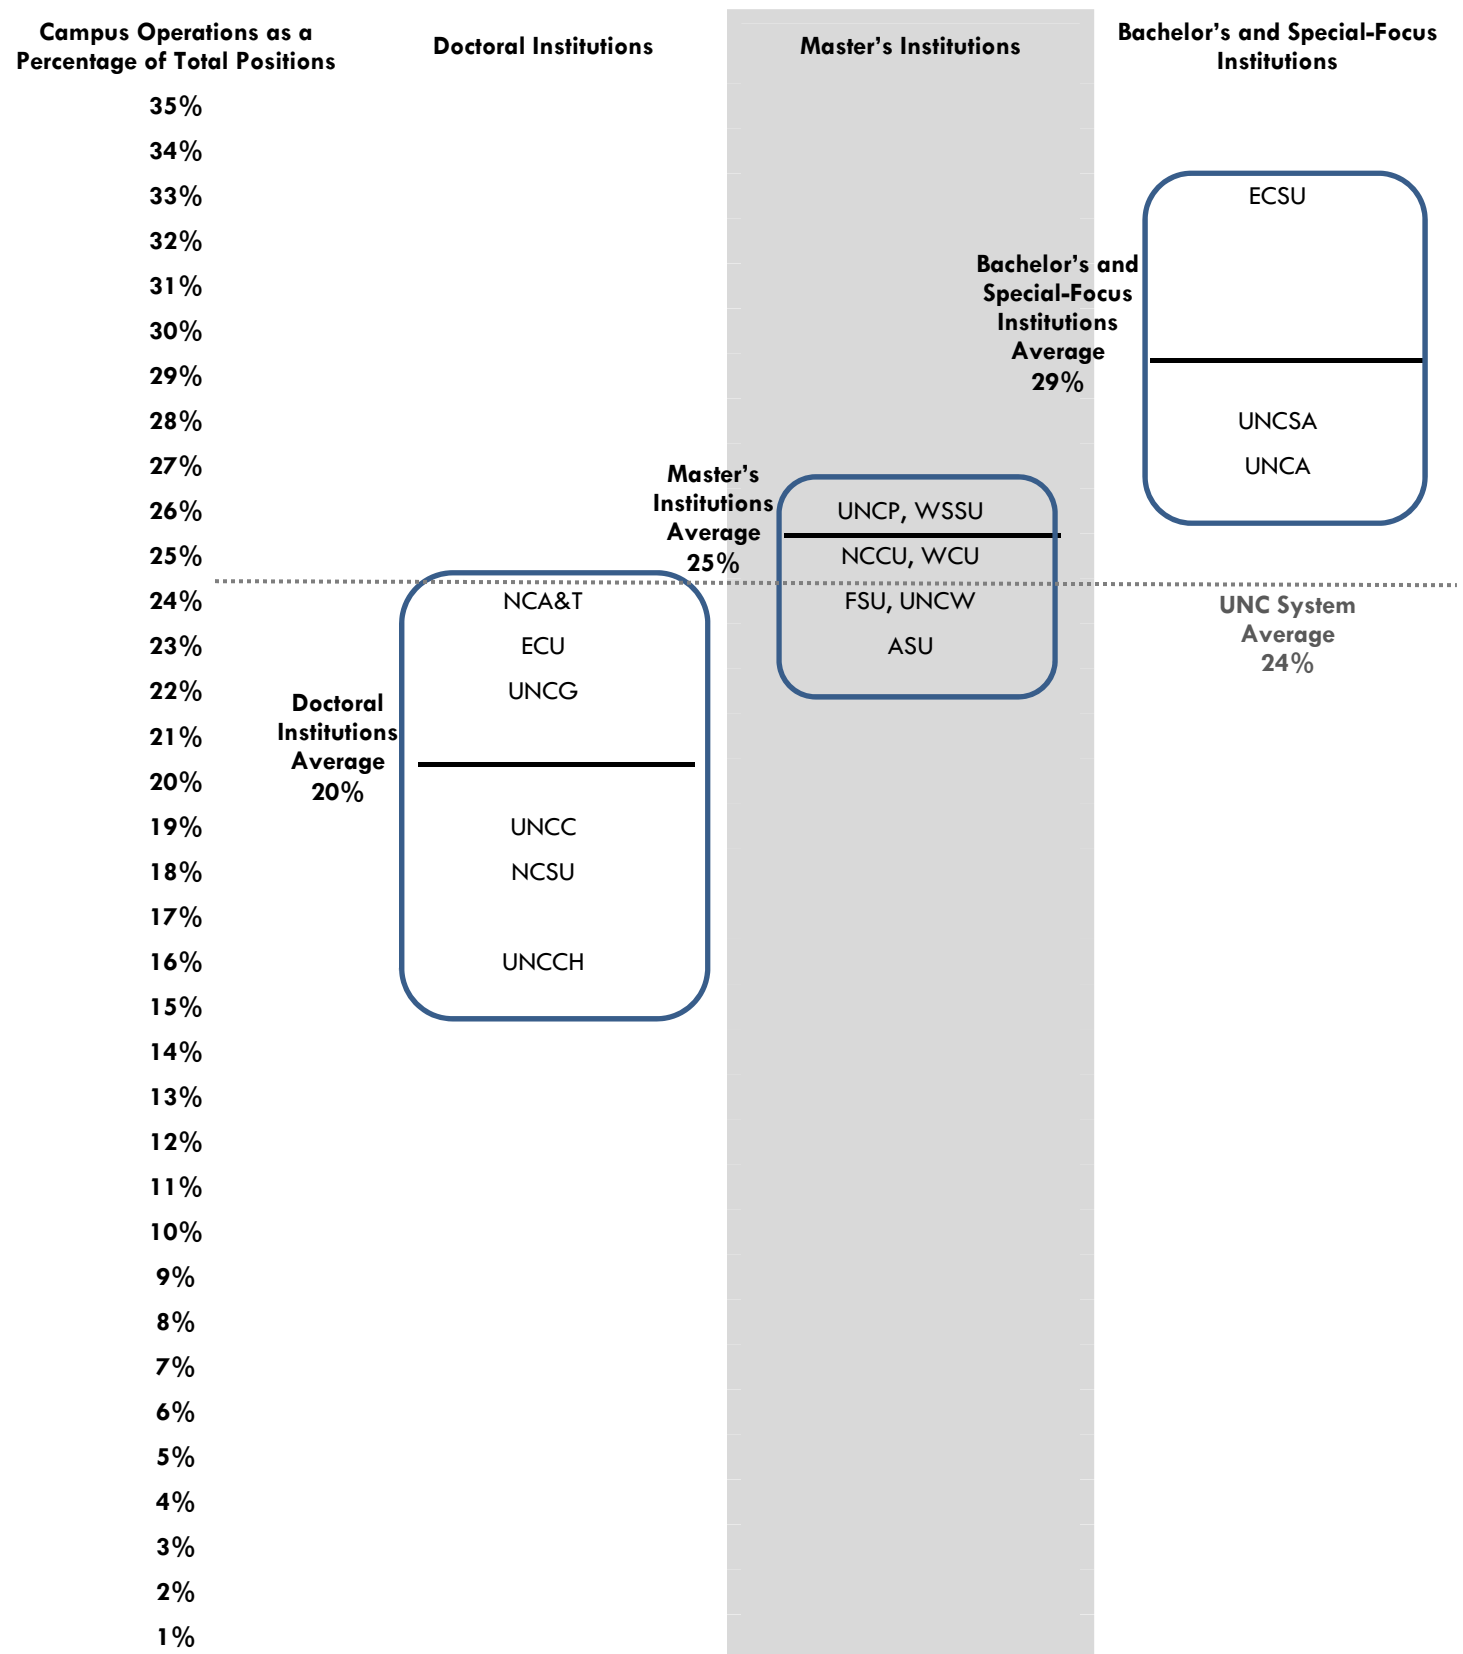 Campus Operations as a
Percentage of Total Positions
Doctoral Institutions
Master's Institutions
Bachelor's and Special-Focus
Institutions
35%
34%
33%
ECSU
32%
31%
30%
29%
Bachelor's and
Special-Focus
Institutions
Average
29%
28%
UNCSA
27%
UNCA
Master's
Institutions
Average
25%
26%
UNCP, WSSU
25%
NCCU, WCU
24%
NCA&T
FSU, UNCW
UNC System
Average
24%
23%
ECU
ASU
22%
UNCG
Doctoral
Institutions
Average
20%
21%
20%
19%
UNCC
18%
NCSU
17%
16%
UNCCH
15%
14%
13%
12%
11%
10%
9%
8%
7%
6%
5%
4%
3%
2%
1%